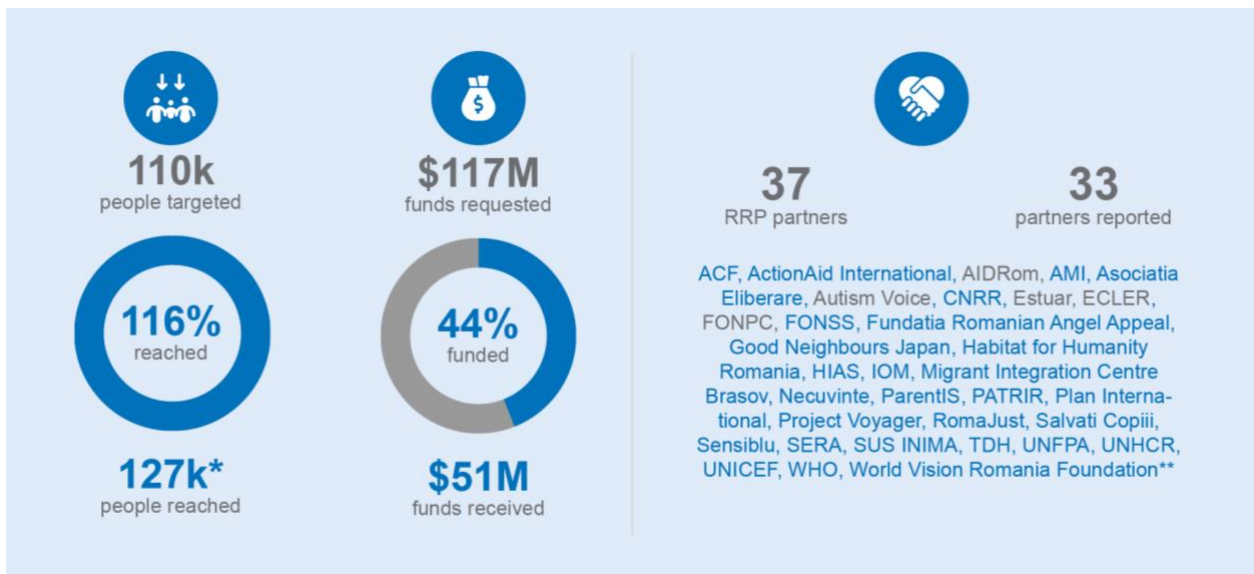 110k
people targeted
116%
reached
127k*
people reached
$117M
funds requested
44%
funded
$51M
funds received
37
RRP partners
33
partners reported
ACF, ActionAid International, AIDRom, AMI, Asociatia
Eliberare, Autism Voice, CNRR, Estuar, ECLER,
FONPC, FONSS, Fundatia Romanian Angel Appeal,
Good Neighbours Japan, Habitat for Humanity
Romania, HIAS, IOM, Migrant Integration Centre
Brasov, Necuvinte, ParentIS, PATRIR, Plan Interna-
tional, Project Voyager, RomaJust, Salvati Copiii,
Sensiblu, SERA, SUS INIMA, TDH, UNFPA, UNHCR,
UNICEF, WHO, World Vision Romania Foundation**